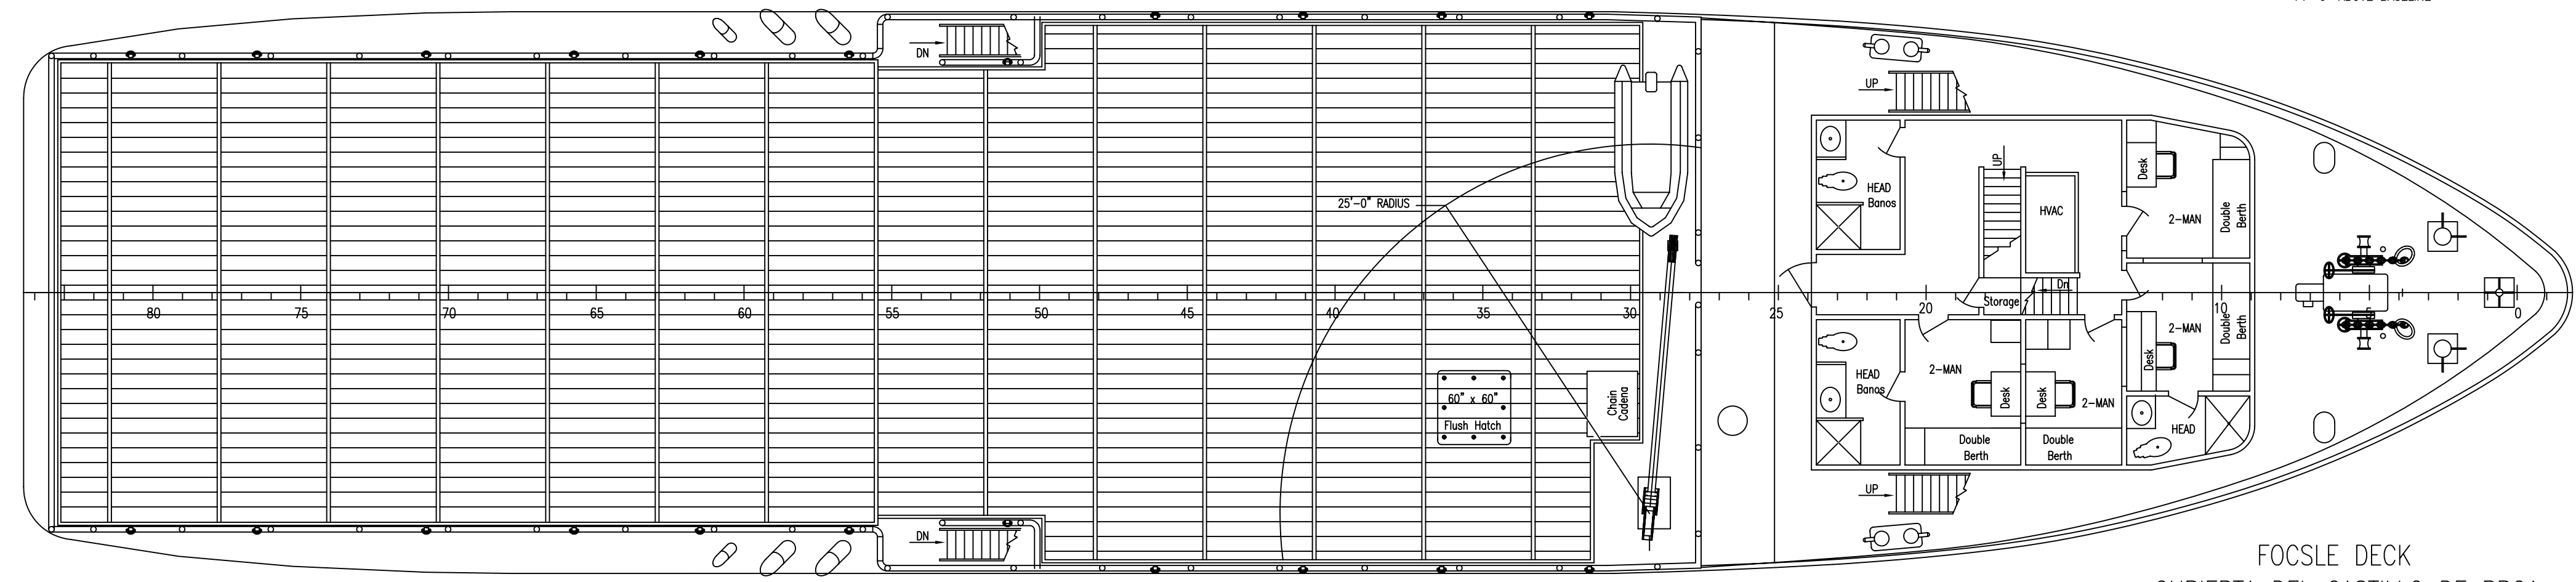 DN
UP
UP
HEAD
Banos
HVAC
Desk
2-MAN
Double
Berth
25'-0" RADIUS
Storage
Dn
80
75
70
65
60
55
50
45
40
35
30
25
20
10
5
0
2-MAN
Double
Berth
Desk
HEAD
Banos
2-MAN
Desk
Desk
2-MAN
HEAD
Double
Berth
Double
Berth
60" x 60"
Flush Hatch
Chain
Cadena
UP
DN
FOCSLE DECK